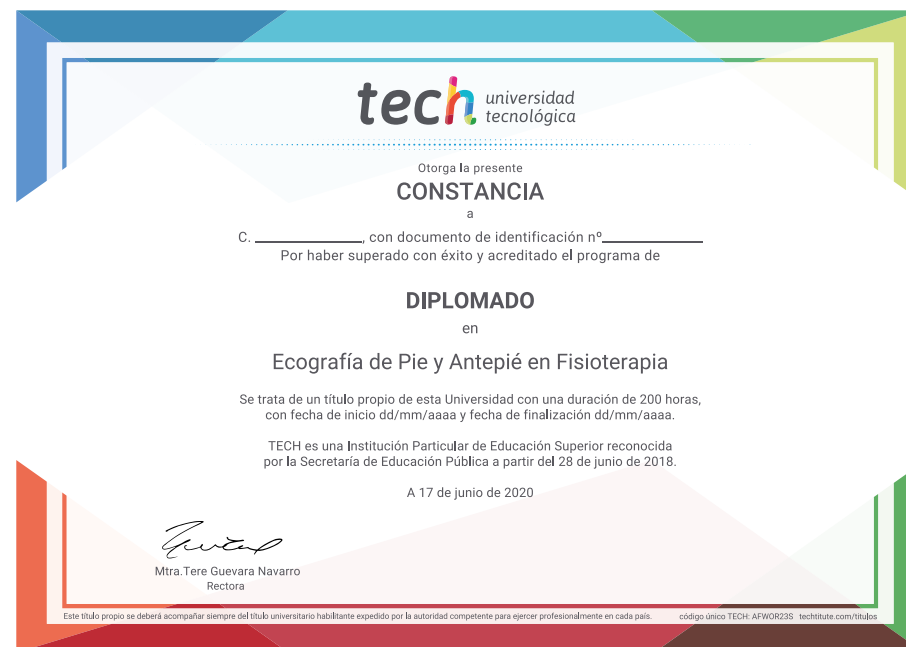 tech universidad
tecnológica
Otorga la presente
CONSTANCIA
a
C. ______________, con documento de identificación nº_____________
Por haber superado con éxito y acreditado el programa de
DIPLOMADO
en
Ecografía de Pie y Antepié en Fisioterapia
Se trata de un título propio de esta Universidad con una duración de 200 horas,
con fecha de inicio dd/mm/aaaa y fecha de finalización dd/mm/aaaa.
TECH es una Institución Particular de Educación Superior reconocida
por la Secretaría de Educación Pública a partir del 28 de junio de 2018.
A 17 de junio de 2020
Mtra.Tere Guevara Navarro
Rectora
Este título propio se deberá acompañar siempre del título universitario habilitante expedido por la autoridad competente para ejercer profesionalmente en cada país. código único TECH: AFWOR23S techtitute.com/titulos